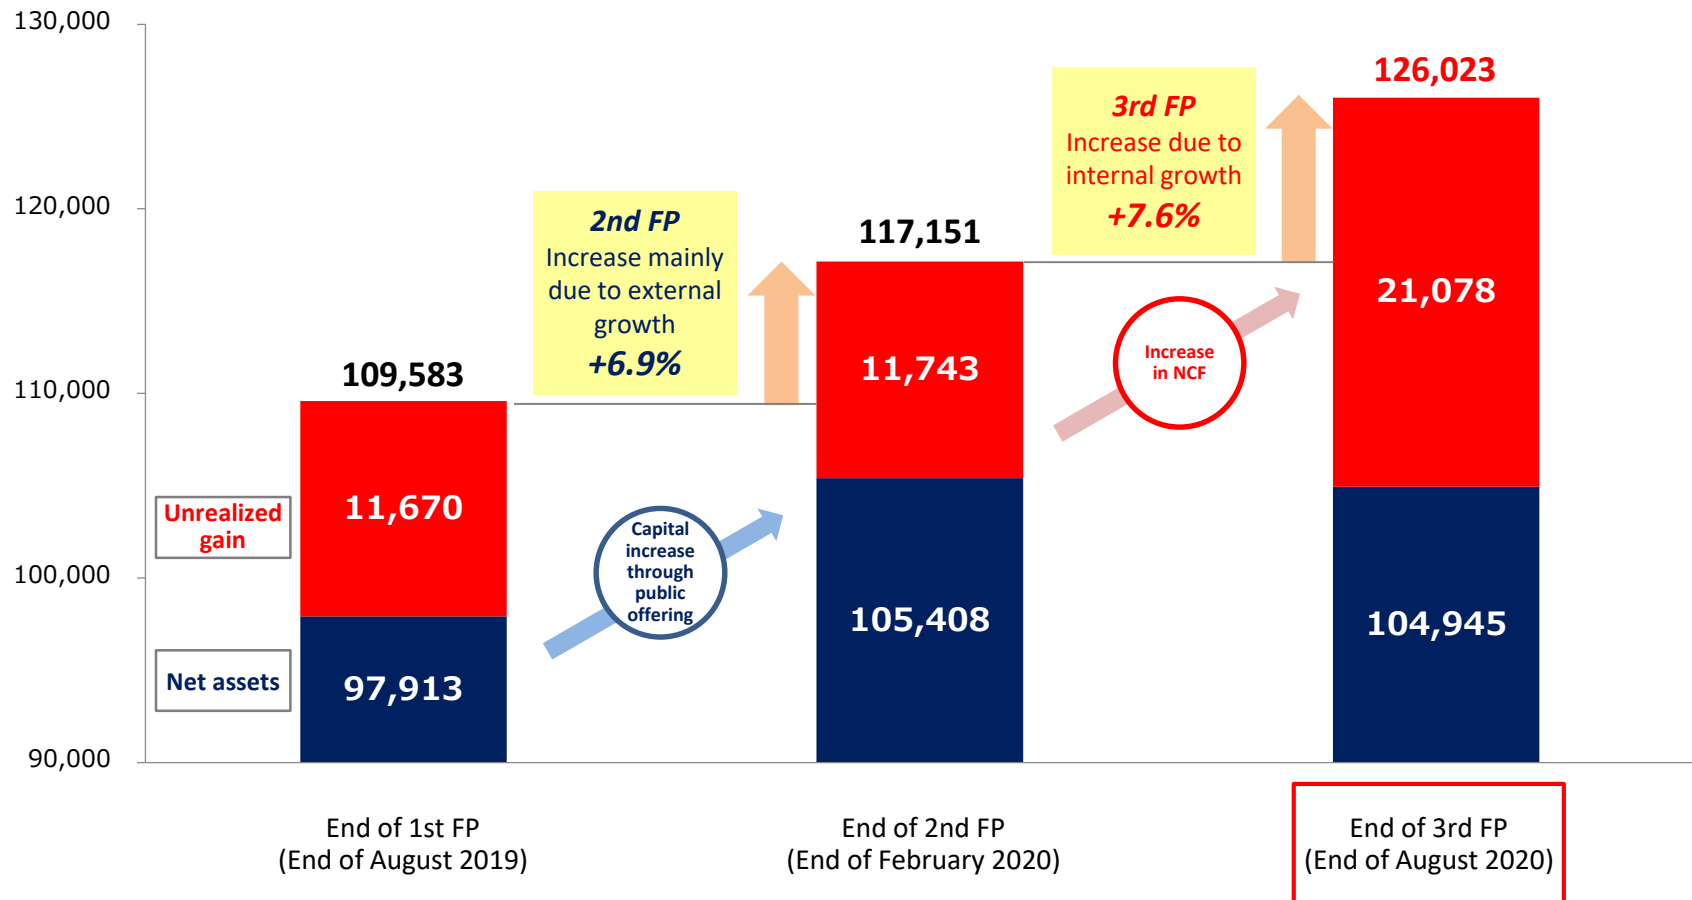 130,000
120,000
110,000
100,000
90,000
109,583
11,670
97,913
Unrealized
gain
Net assets
2nd FP
Increase mainly
due to external
growth
+6.9%
Capital
increase
through
public
offering
117,151
11,743
105,408
3rd FP
Increase due to
internal growth
+7.6%
Increase
in NCF
126,023
21,078
104,945
End of 1st FP
(End of August 2019)
End of 2nd FP
(End of February 2020)
End of 3rd FP
(End of August 2020)